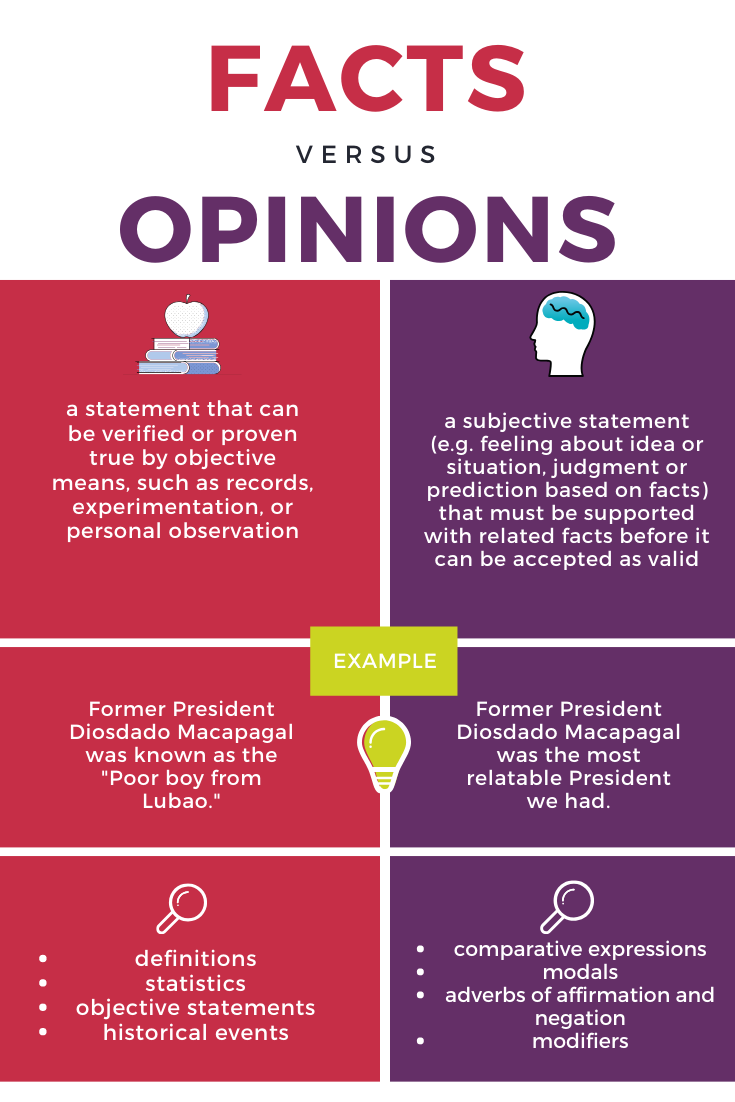 FACTS
VERSUS
OPINIONS
a statement that can
be verified or proven
true by objective
means, such as records,
experimentation, or
personal observation
a subjective statement
(e.g. feeling about idea or
situation, judgment or
prediction based on facts)
that must be supported
with related facts before it
can be accepted as valid
EXAMPLE
Former President
Diosdado Macapagal
was known as the
"Poor boy from
Lubao."
Former President
Diosdado Macapagal
was the most
relatable President
we had.
• definitions
• statistics
• objective statements
• historical events
• comparative expressions
• modals
• adverbs of affirmation and
negation
• modifiers